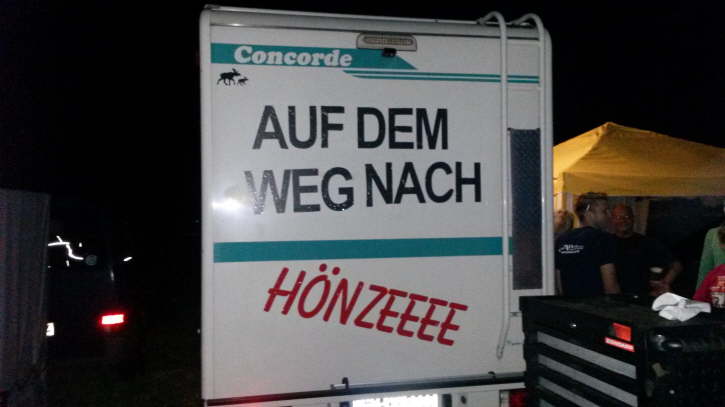 Concorde
AUF DEM
WEG NACH
HÖNZEEEE